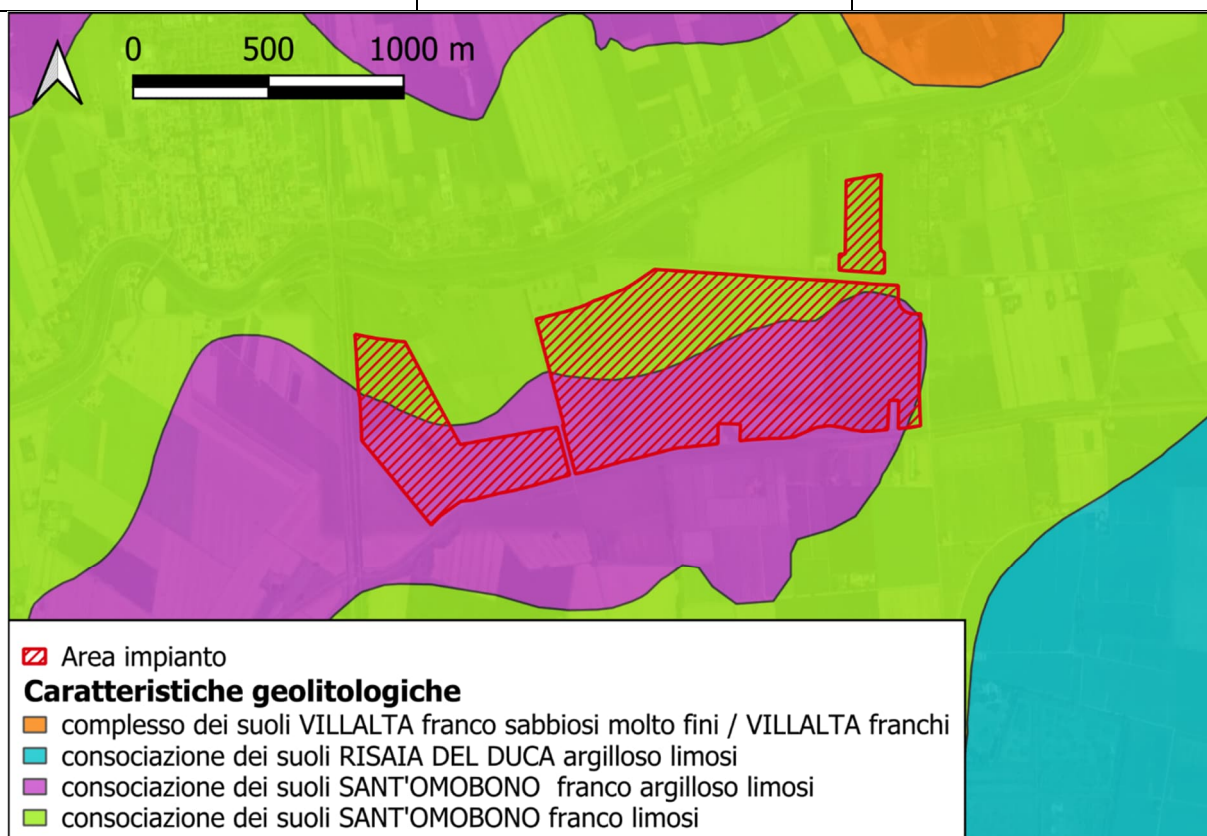 0 500 1000 m
Area impianto
Caratteristiche geolitologiche
complesso dei suoli VILLALTA franco sabbiosi molto fini / VILLALTA franchi
consociazione dei suoli RISAIA DEL DUCA argilloso limosi
consociazione dei suoli SANT'OMOBONO franco argilloso limosi
consociazione dei suoli SANT'OMOBONO franco limosi